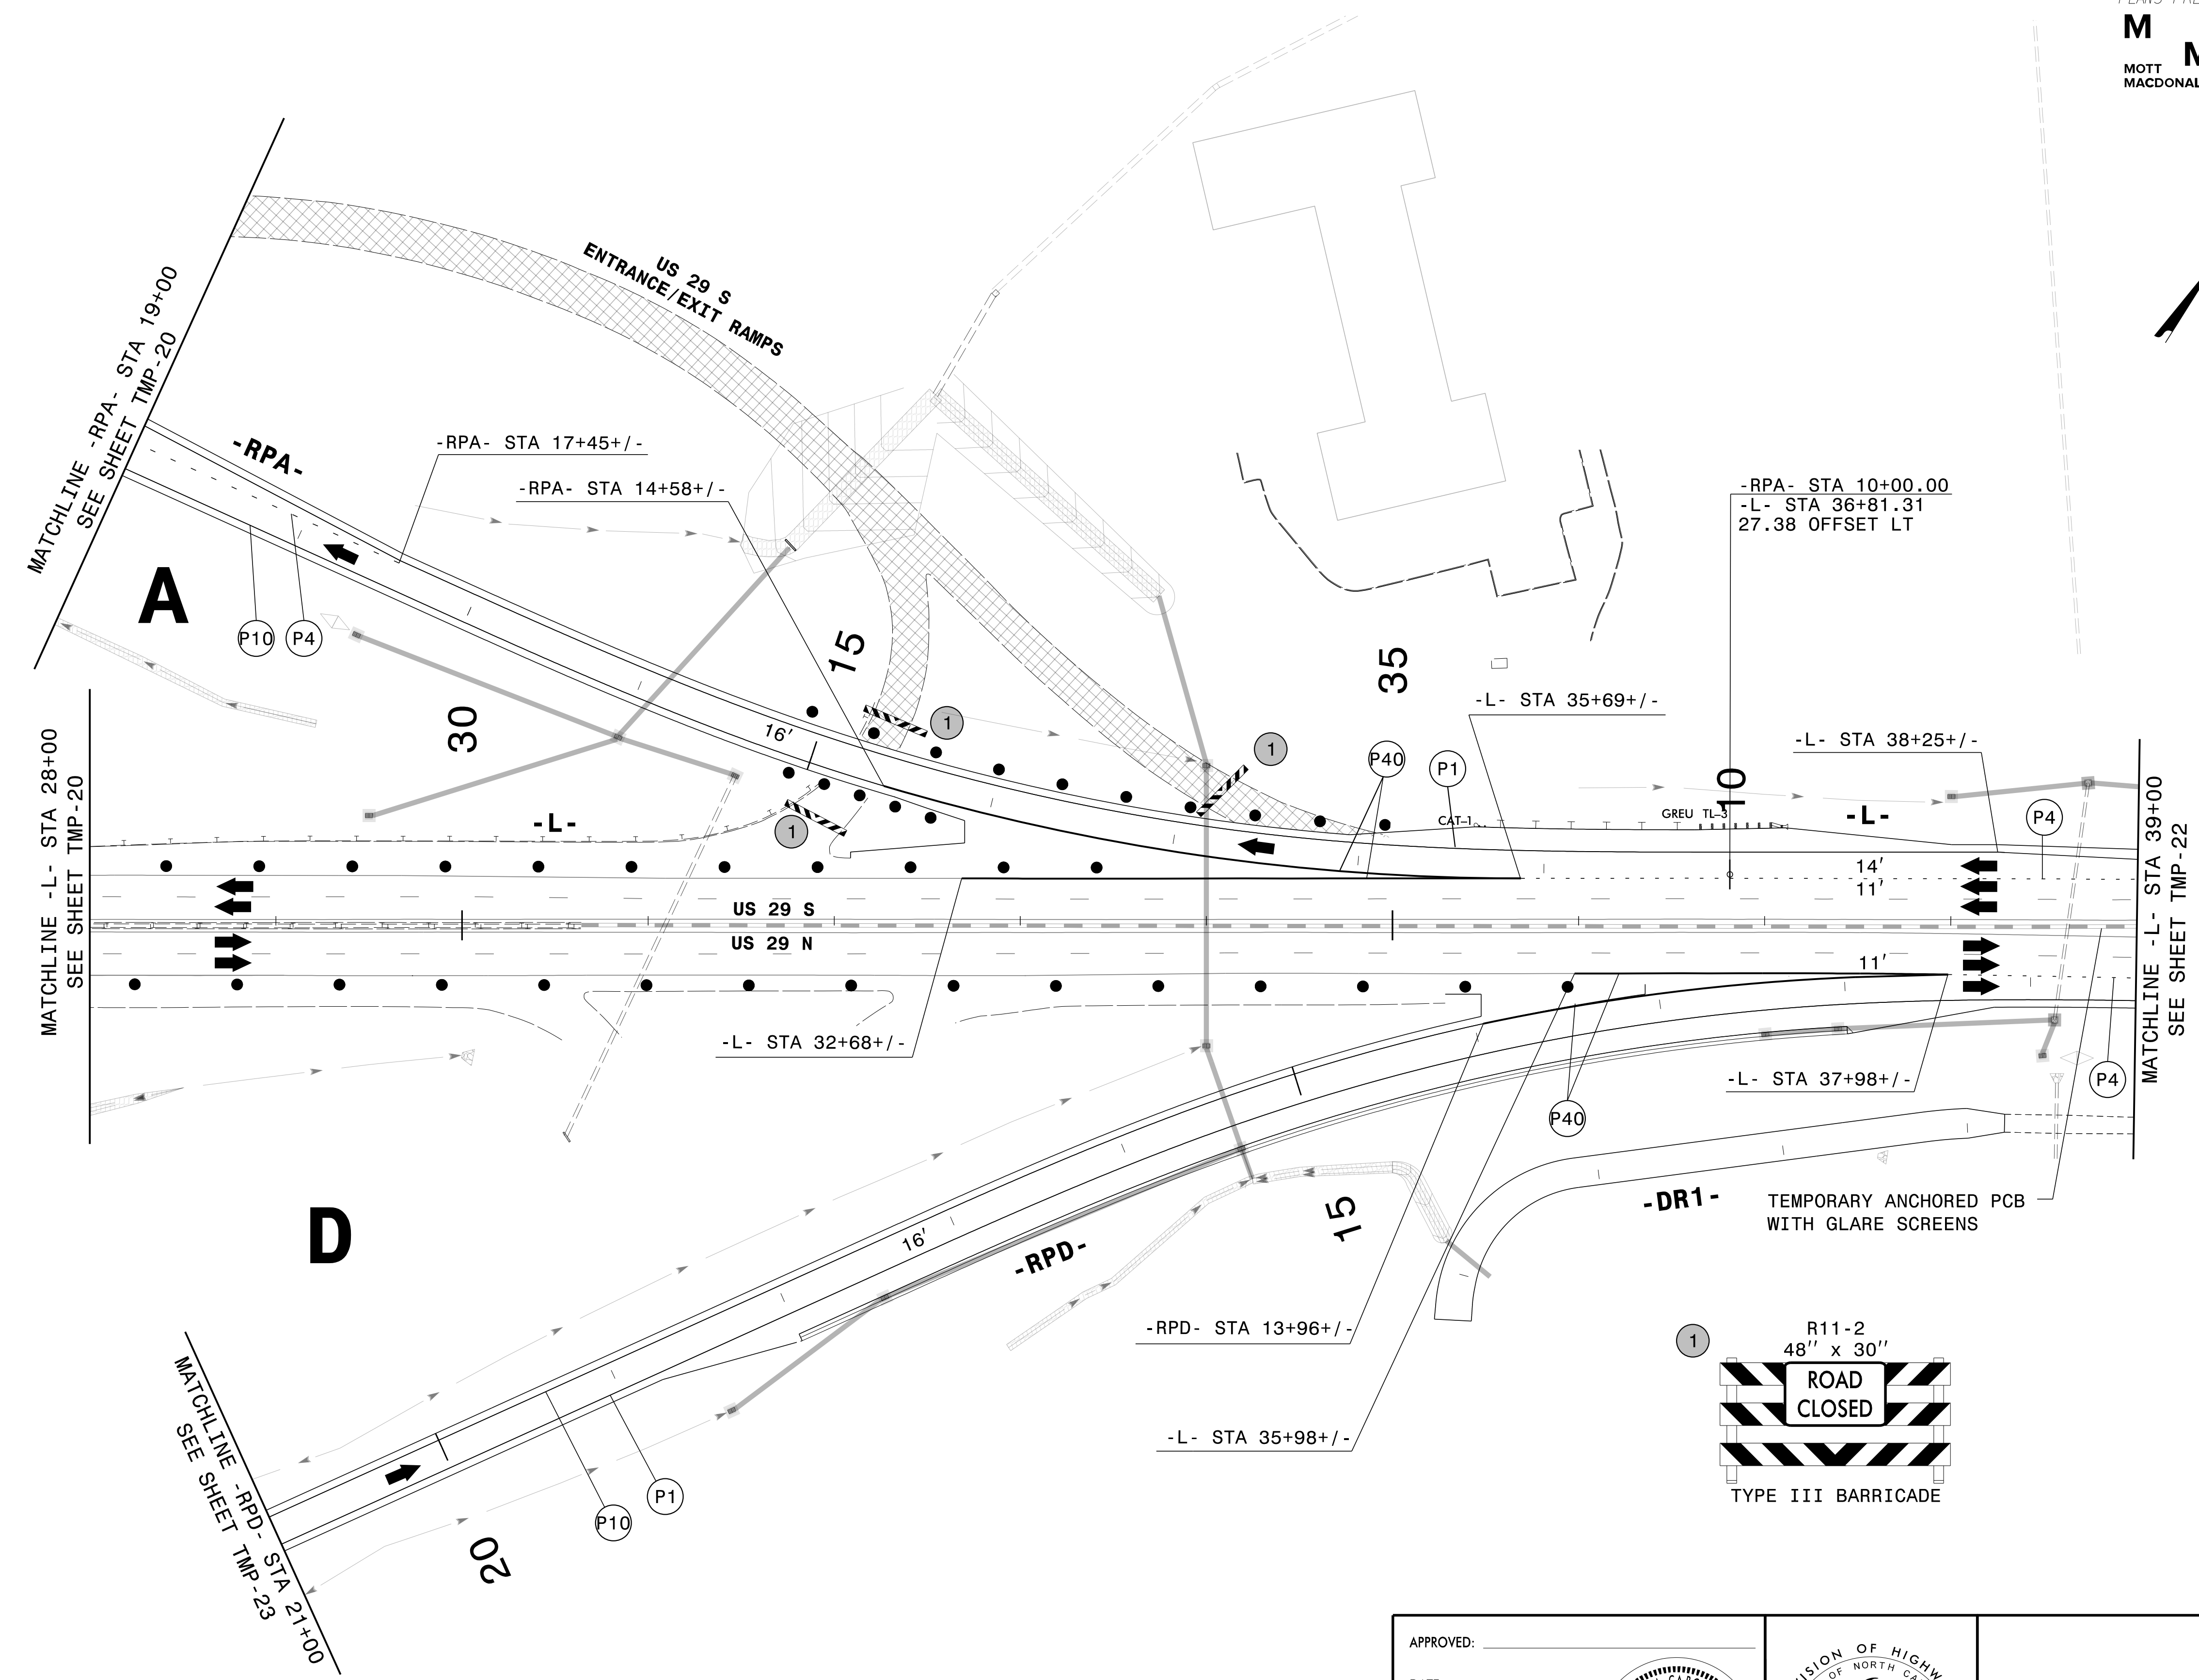 M
M
MOTT
MACDONAL
MATCHLINE -RPA- STA 19+00
SEE SHEET TMP-20
US 29 S
ENTRANCE/EXIT RAMPS
-RPA-
-RPA- STA 17+45+/-
-RPA- STA 14+58+/-
-RPA- STA 10+00.00
-L- STA 36+81.31
27.38 OFFSET LT
A
P10
P4
15
35
30
16'
1
1
1
P40
P1
-L- STA 35+69+/-
-L- STA 38+25+/-
10
CAT-1
GREU TL-3
-L-
-L-
P4
14'
11'
MATCHLINE -L- STA 28+00
SEE SHEET TMP-20
US 29 S
US 29 N
11'
MATCHLINE -L- STA 39+00
SEE SHEET TMP-22
-L- STA 32+68+/-
-L- STA 37+98+/-
P4
P40
D
16'
-RPD-
15
-DR1-
TEMPORARY ANCHORED PCB
WITH GLARE SCREENS
-RPD- STA 13+96+/-
-L- STA 35+98+/-
1
R11-2
48" x 30"
ROAD
CLOSED
TYPE III BARRICADE
MATCHLINE -RPD- STA 21+00
SEE SHEET TMP-23
P10
P1
20
APPROVED:
OF HIGHW
OF NORTH CA